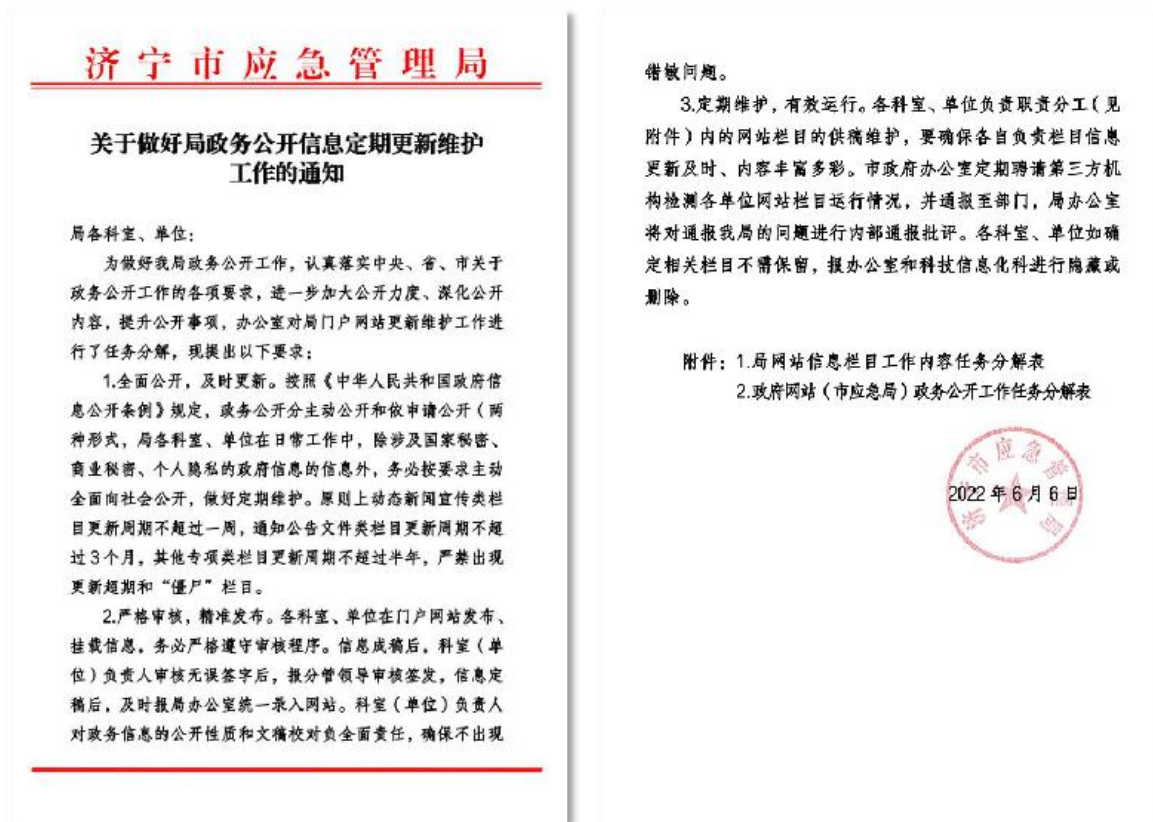 济宁市应急管理局
关于做好局政务公开信息定期更新维护
工作的通知
局各科室、单位：
为做好我局政务公开工作，认真落实中央、省、市关于
政务公开工作的各项要求，进一步加大公开力度、深化公开
内容，提升公开事项，办公室对局门户网站更新维护工作进
行了任务分解，现提出以下要求：
1.全面公开，及时更新。按照《中华人民共和国政府信
息公开条例》规定，政务公开分主动公开和依申请公开（两
种形式，局各科室、单位在日常工作中，除涉及国家秘密、
商业秘密、个人隐私的政府信息的信息外，务必按要求主动
全面向社会公开，做好定期维护。原则上动态新闻宣传类栏
目更新周期不超过一周，通知公告文件类栏目更新周期不超
过3个月，其他专项类栏目更新周期不超过半年，严禁出现
更新超期和“僵尸”栏目。
2.严格审核，精准发布。各科室、单位在门户网站发布、
挂载信息，务必严格遵守审核程序。信息成稿后，科室（单
位）负责人审核无误签字后，报分管领导审核签发，信息定
稿后，及时报局办公室统一录入网站。科室（单位）负责人
对政务信息的公开性质和文稿校对负全面责任，确保不出现
错敏问题。
3.定期维护，有效运行。各科室、单位负责职责分工（见
附件）内的网站栏目的供稿维护，要确保各自负责栏目信息
更新及时、内容丰富多彩。市政府办公室定期聘请第三方机
构检测各单位网站栏目运行情况，并通报至部门，局办公室
将对通报我局的问题进行内部通报批评。各科室、单位如确
定相关栏目不需保留，报办公室和科技信息化科进行隐藏或
删除。
附件：1.局网站信息栏目工作内容任务分解表
2.政府网站（市应急局）政务公开工作任务分解表
济宁市应急管理局
2022年6月6日